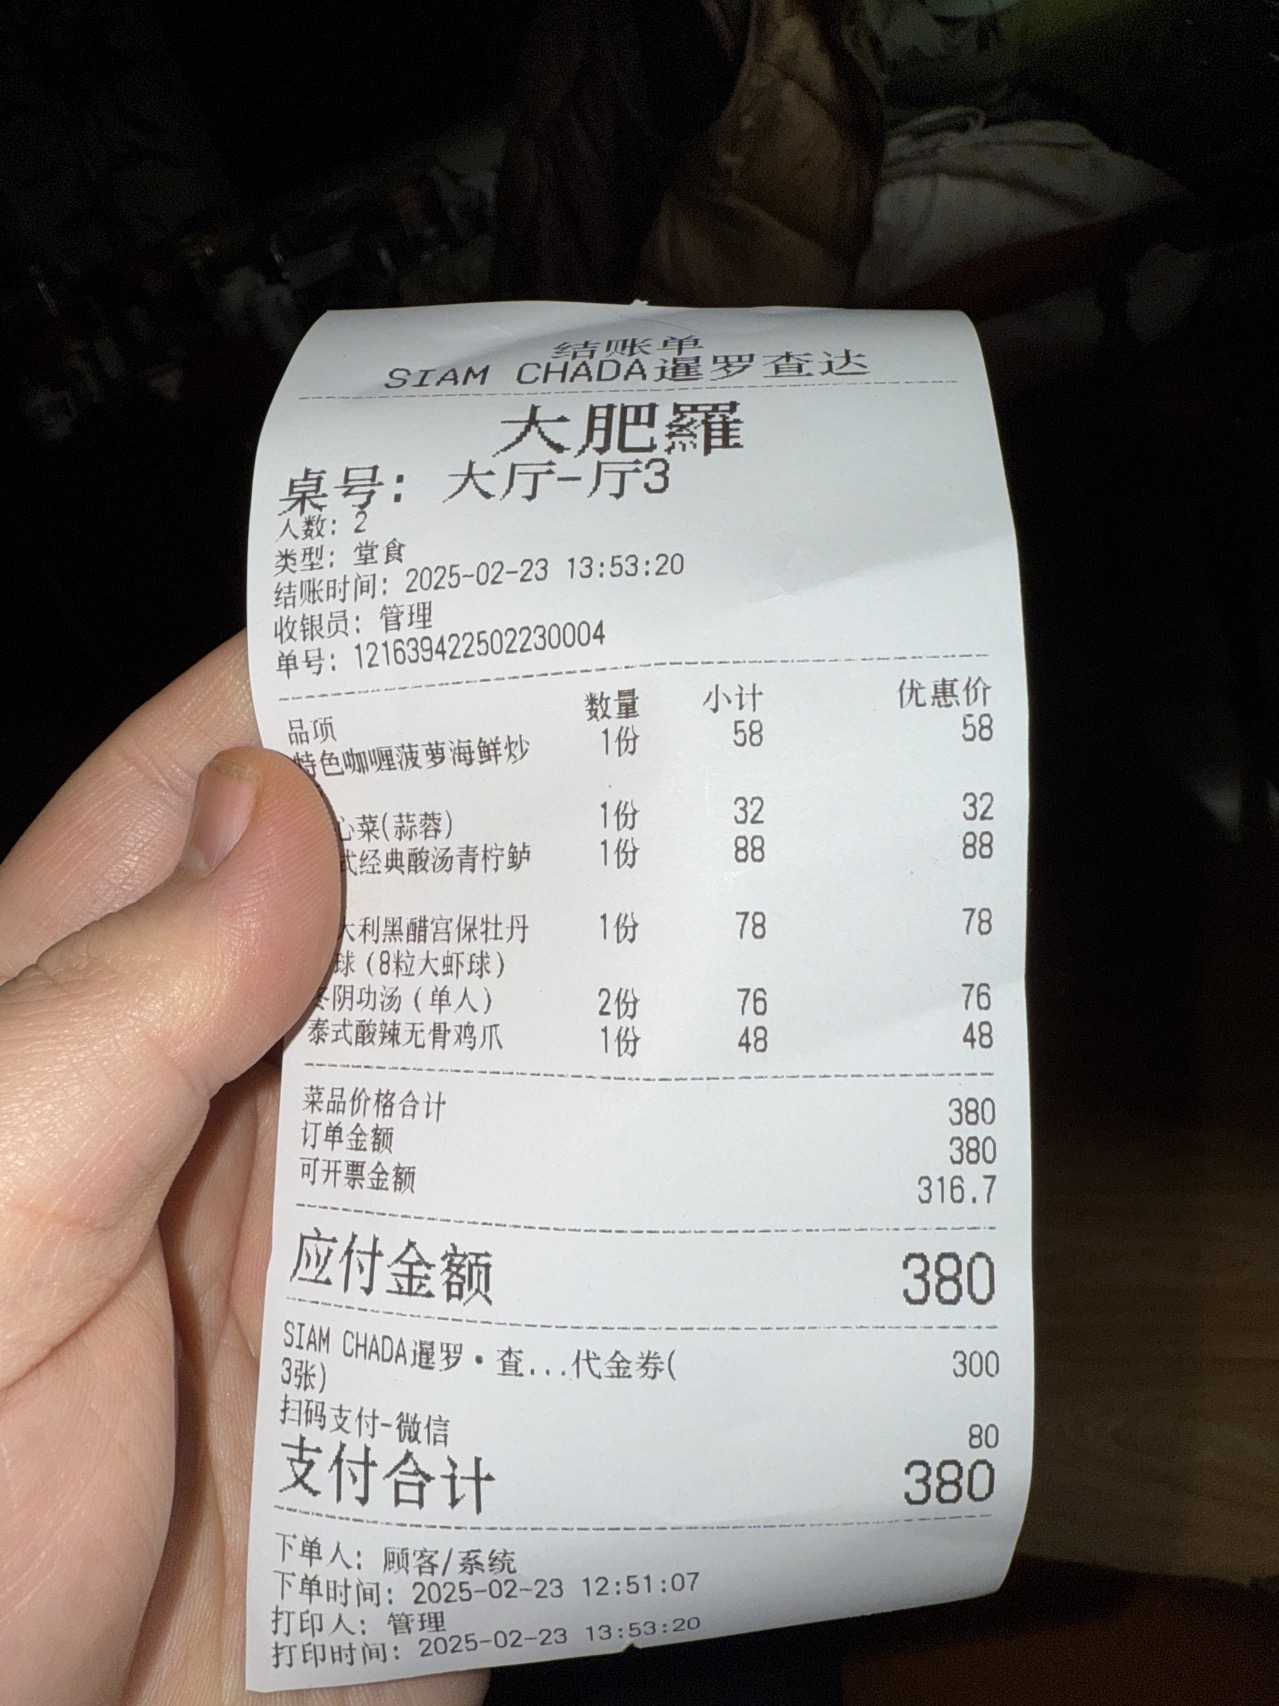 结账单
SIAM CHADA暹罗查达
大肥羅
桌号: 大厅-厅3
人数: 2
类型: 堂食
结账时间: 2025-02-23 13:53:20
收银员: 管理
单号: 121639422502230004
品项 数量 小计 优惠价
特色咖喱菠萝海鲜炒 1份 58 58
心菜(蒜蓉) 1份 32 32
式经典酸汤青柠鲈 1份 88 88
大利黑醋宫保牡丹 1份 78 78
球(8粒大虾球)
冬阴功汤(单人) 2份 76 76
泰式酸辣无骨鸡爪 1份 48 48
菜品价格合计 380
订单金额 380
可开票金额 316.7
应付金额 380
SIAM CHADA暹罗·查...代金券( 300
3张)
扫码支付-微信 80
支付合计 380
下单人: 顾客/系统
下单时间: 2025-02-23 12:51:07
打印人: 管理
打印时间: 2025-02-23 13:53:20